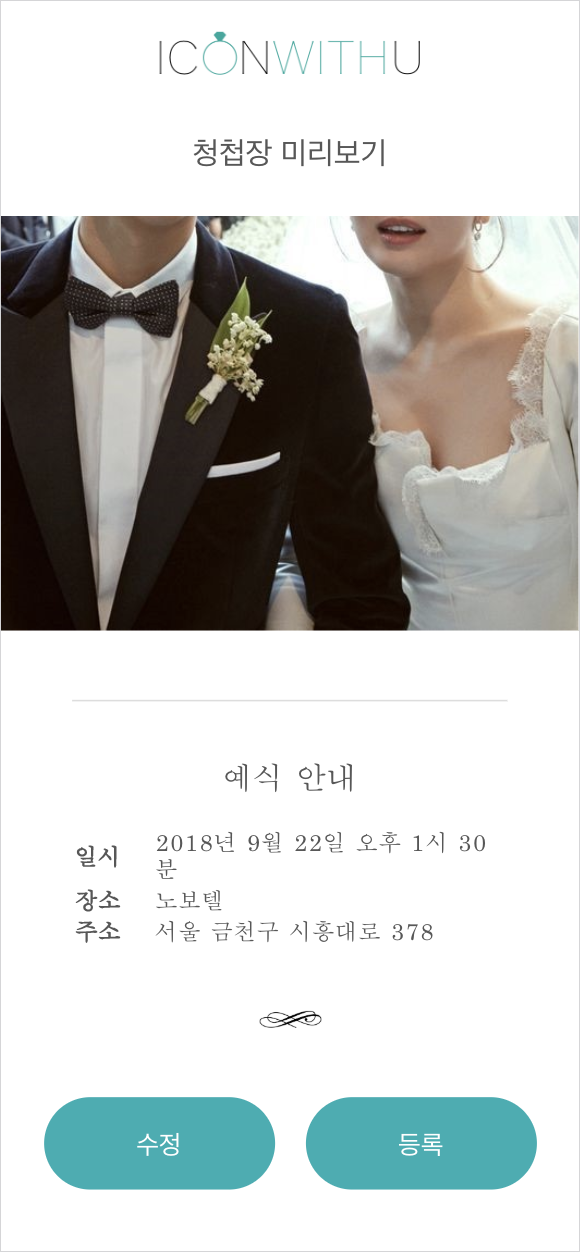 ICONWITHU
청첩장 미리보기
예식 안내
일시 2018년 9월 22일 오후 1시 30
분
장소 노보텔
주소 서울 금천구 시흥대로 378
수정 등록